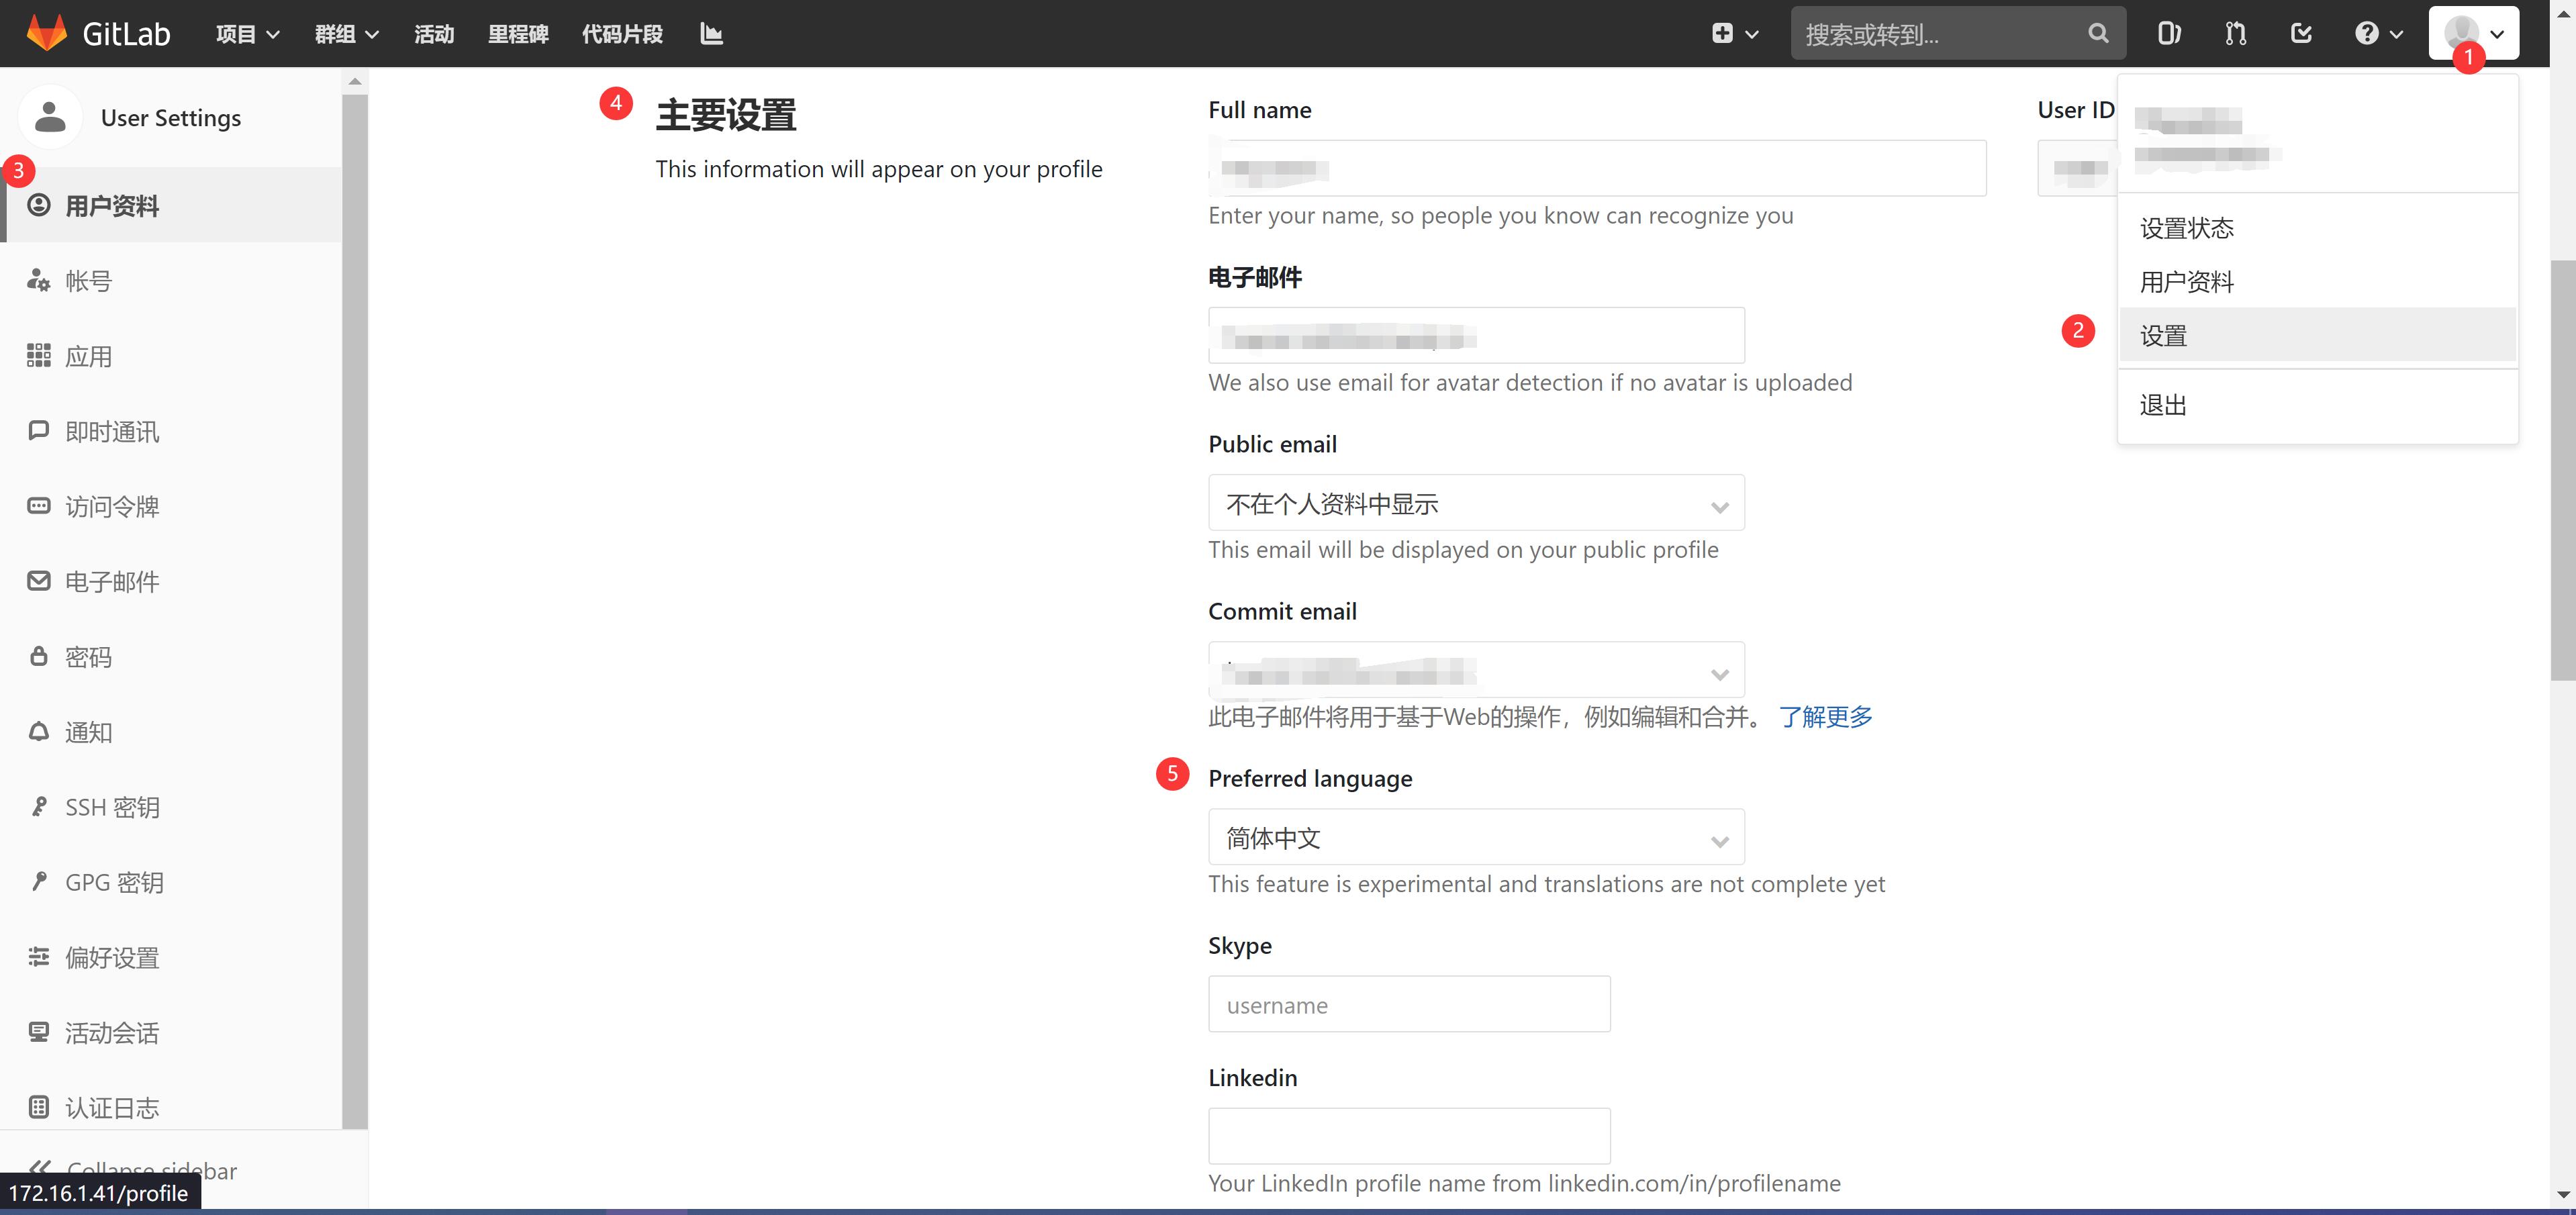 GitLab
项目
群组
活动
里程碑
代码片段
搜索或转到...
1
User Settings
3
用户资料
帐号
应用
即时通讯
访问令牌
电子邮件
密码
通知
SSH 密钥
GPG 密钥
偏好设置
活动会话
认证日志
Collapse sidebar
172.16.1.41/profile
4
主要设置
This information will appear on your profile
Full name
Enter your name, so people you know can recognize you
User ID
电子邮件
We also use email for avatar detection if no avatar is uploaded
Public email
不在个人资料中显示
This email will be displayed on your public profile
Commit email
此电子邮件将用于基于Web的操作，例如编辑和合并。 了解更多
5
Preferred language
简体中文
This feature is experimental and translations are not complete yet
Skype
username
Linkedin
Your LinkedIn profile name from linkedin.com/in/profilename
设置状态
用户资料
2
设置
退出